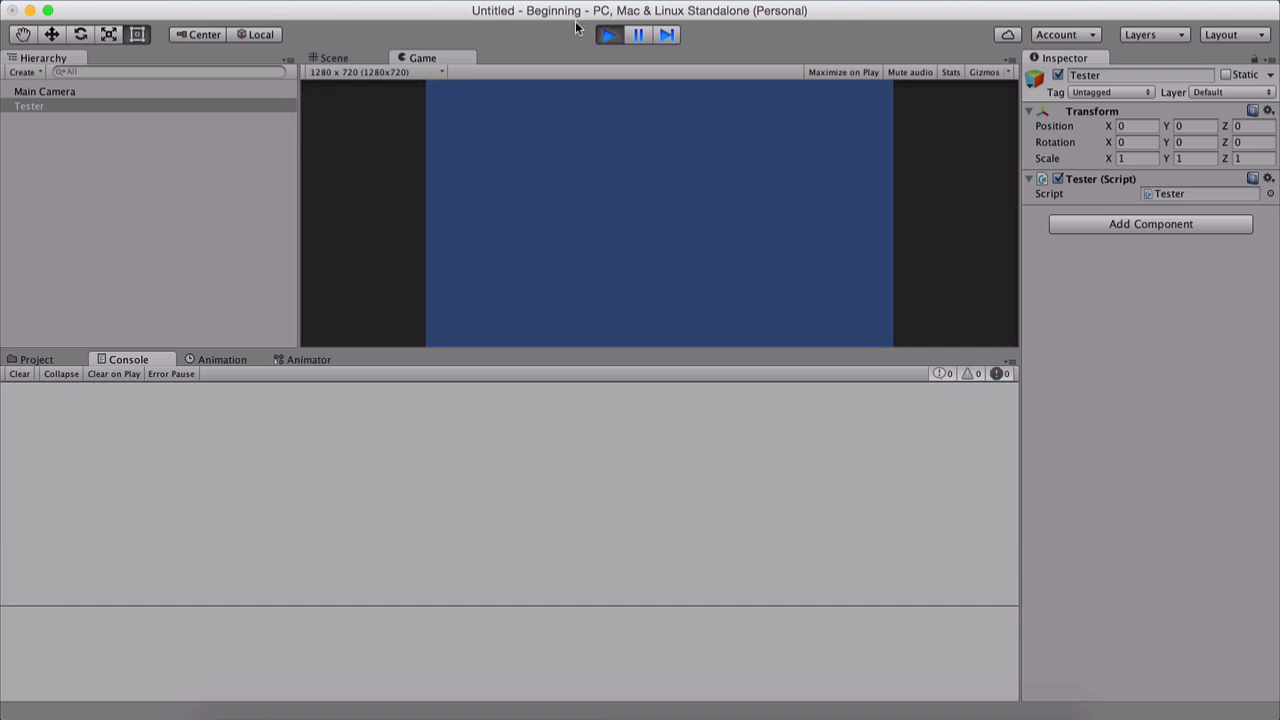 Untitled - Beginning - PC, Mac & Linux Standalone (Personal)
Center Local Account Layers Layout
Hierarchy Scene Game Inspector
Create All 1280 x 720 (1280x720) Maximize on Play Mute audio Stats Gizmos Tester Static
Main Camera Tag Untagged Layer Default
Tester
Transform
Position X 0 Y 0 Z 0
Rotation X 0 Y 0 Z 0
Scale X 1 Y 1 Z 1
Tester (Script)
Script Tester
Add Component
Project Console Animation Animator
Clear Collapse Clear on Play Error Pause 0 0 0